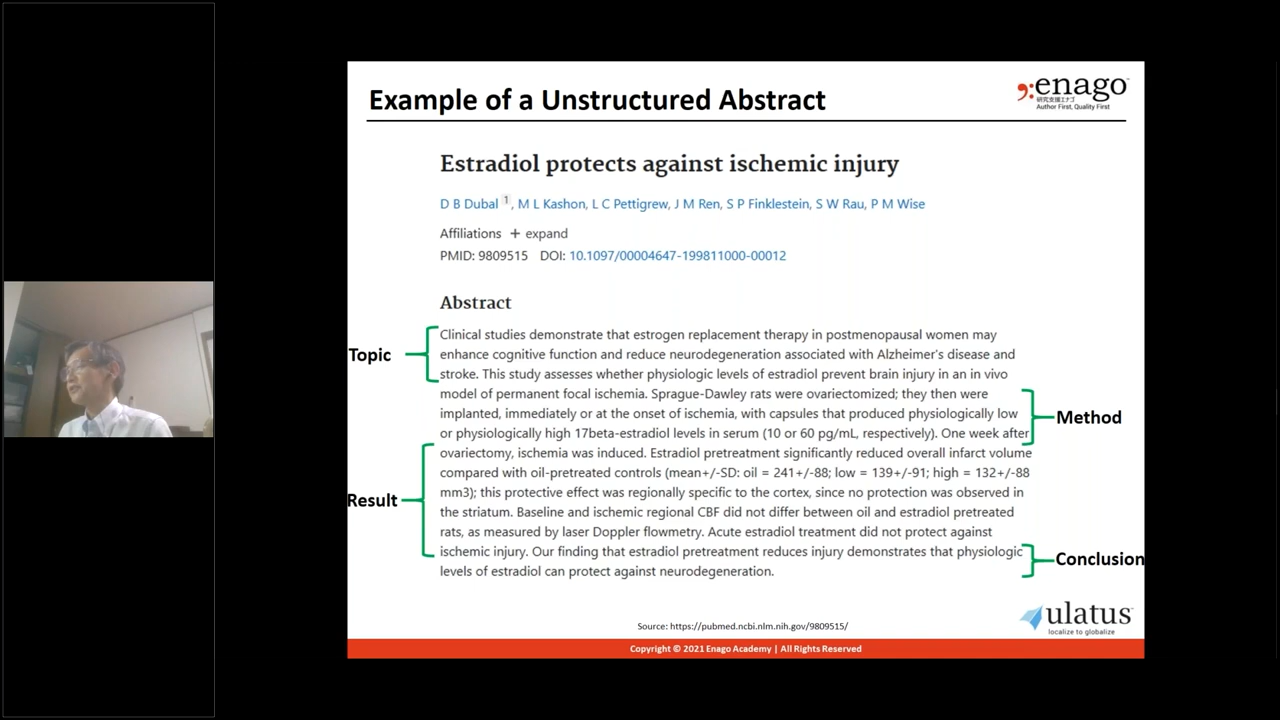 Example of a Unstructured Abstract
enago
研究支援エナゴ
Author First, Quality First
Estradiol protects against ischemic injury
D B Dubal 1, M L Kashon, L C Pettigrew, J M Ren, S P Finklestein, S W Rau, P M Wise
Affiliations + expand
PMID: 9809515 DOI: 10.1097/00004647-199811000-00012
Abstract
Topic
Clinical studies demonstrate that estrogen replacement therapy in postmenopausal women may
enhance cognitive function and reduce neurodegeneration associated with Alzheimer's disease and
stroke. This study assesses whether physiologic levels of estradiol prevent brain injury in an in vivo
model of permanent focal ischemia. Sprague-Dawley rats were ovariectomized; they then were
implanted, immediately or at the onset of ischemia, with capsules that produced physiologically low
or physiologically high 17beta-estradiol levels in serum (10 or 60 pg/mL, respectively). One week after
Method
ovariectomy, ischemia was induced. Estradiol pretreatment significantly reduced overall infarct volume
compared with oil-pretreated controls (mean+/-SD: oil = 241+/-88; low = 139+/-91; high = 132+/-88
mm3); this protective effect was regionally specific to the cortex, since no protection was observed in
the striatum. Baseline and ischemic regional CBF did not differ between oil and estradiol pretreated
rats, as measured by laser Doppler flowmetry. Acute estradiol treatment did not protect against
ischemic injury. Our finding that estradiol pretreatment reduces injury demonstrates that physiologic
levels of estradiol can protect against neurodegeneration.
Result
Conclusion
ulatus
localize to globalize
Source: https://pubmed.ncbi.nlm.nih.gov/9809515/
Copyright © 2021 Enago Academy | All Rights Reserved